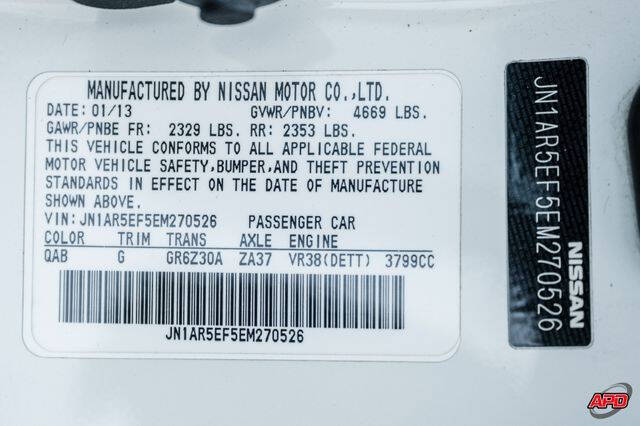 MANUFACTURED BY NISSAN MOTOR CO.,LTD.
DATE: 01/13 GVWR/PNBV: 4669 LBS.
GAWR/PNBE FR: 2329 LBS. RR: 2353 LBS.
THIS VEHICLE CONFORMS TO ALL APPLICABLE FEDERAL
MOTOR VEHICLE SAFETY,BUMPER,AND THEFT PREVENTION
STANDARDS IN EFFECT ON THE DATE OF MANUFACTURE
SHOWN ABOVE.
VIN:JN1AR5EF5EM270526 PASSENGER CAR
COLOR TRIM TRANS AXLE ENGINE
QAB G GR6Z30A ZA37 VR38(DETT) 3799CC
JN1AR5EF5EM270526
JN1AR5EF5EM270526
NISSAN
APD